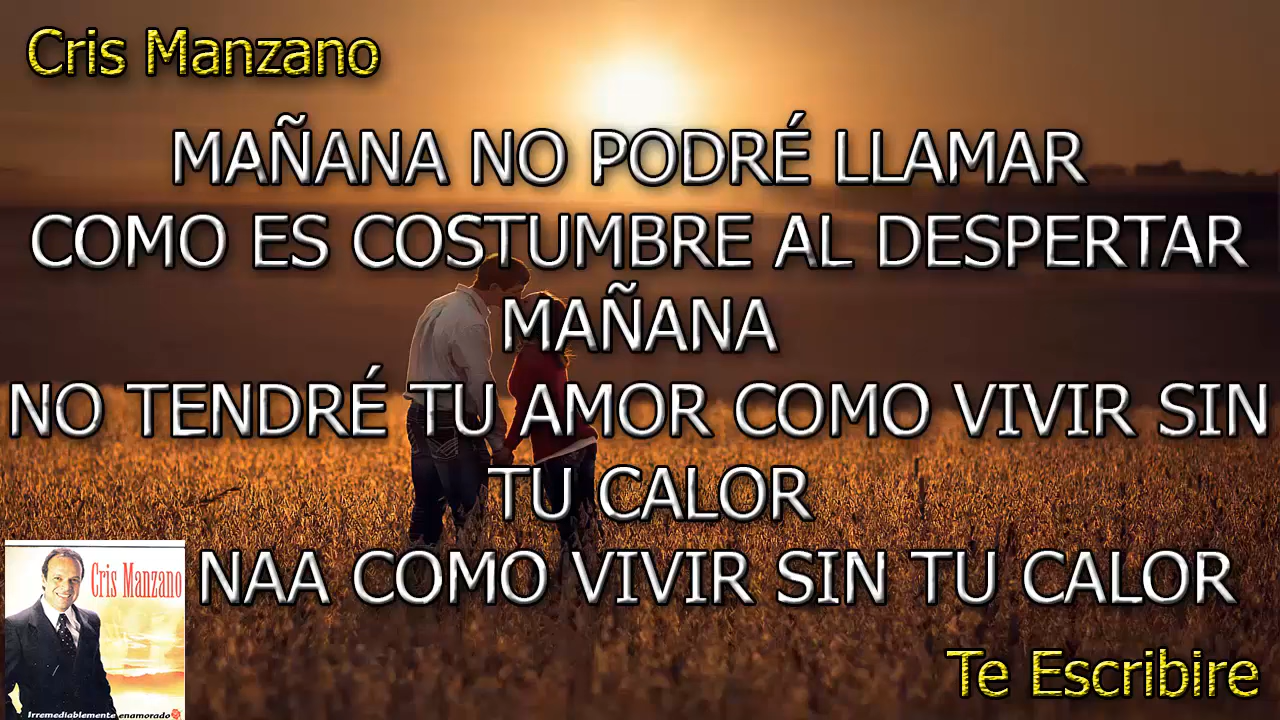 Cris Manzano
MAÑANA NO PODRÉ LLAMAR
COMO ES COSTUMBRE AL DESPERTAR
MAÑANA
NO TENDRÉ TU AMOR COMO VIVIR SIN
TU CALOR
NAA COMO VIVIR SIN TU CALOR
Cris Manzano
Irremediablemente enamorado
Te Escribire